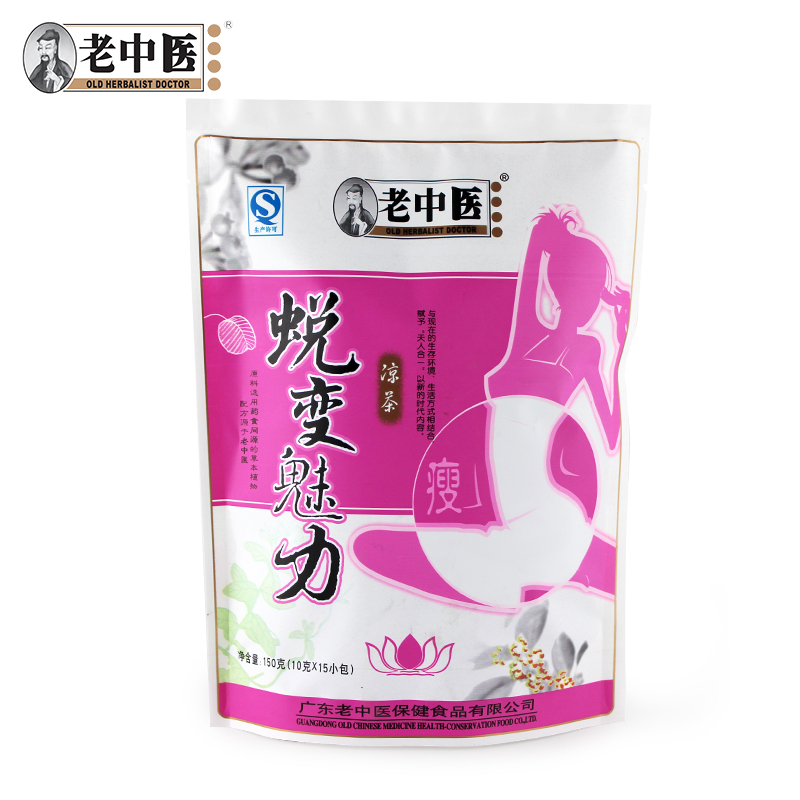 老中医
OLD HERBALIST DOCTOR
®
老中医
OLD HERBALIST DOCTOR
®
QS
生产许可
蜕变魅力
凉茶
与现在的生存环境、生活方式相结合,
赋予“天人合一”以新的时代内容。
原料选用药食同源的草本植物
配方源于老中医
瘦
净含量:150克(10克X15小包)
广东老中医保健食品有限公司
GUANGDONG OLD CHINESE MEDICINE HEALTH-CONSERVATION FOOD CO.,LTD.